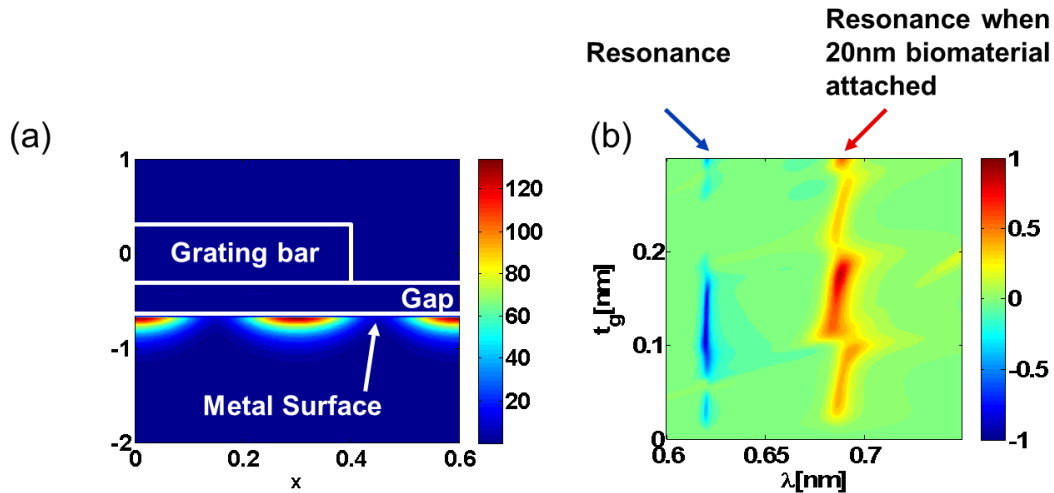 Resonance
Resonance when
20nm biomaterial
attached
(a)
1
0
-1
-2
0
0.2
0.4
0.6
x
Grating bar
Gap
Metal Surface
120
100
80
60
40
20
(b)
0.2
0.1
0
t_g[nm]
0.6
0.65
0.7
λ[nm]
1
0.5
0
-0.5
-1